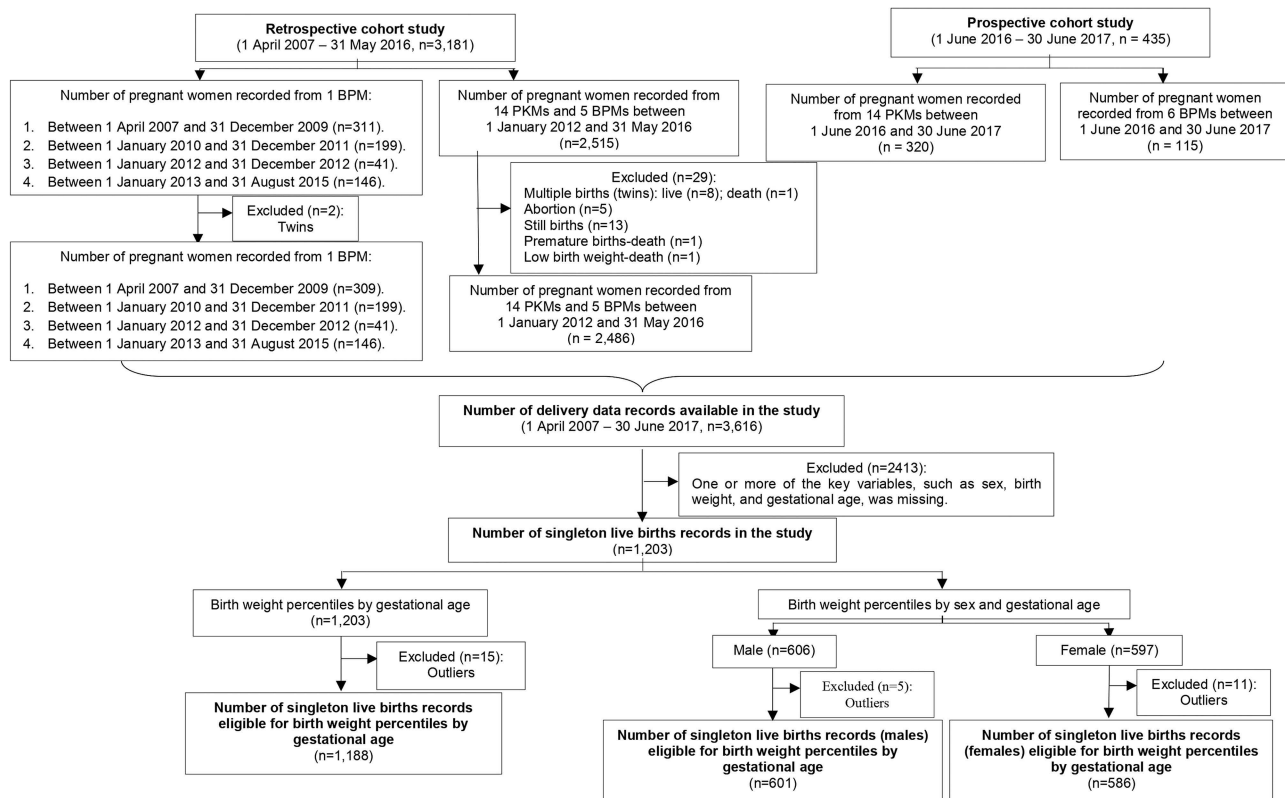 Retrospective cohort study
(1 April 2007 – 31 May 2016, n=3,181)
Prospective cohort study
(1 June 2016 – 30 June 2017, n = 435)
Number of pregnant women recorded from 1 BPM:
1. Between 1 April 2007 and 31 December 2009 (n=311).
2. Between 1 January 2010 and 31 December 2011 (n=199).
3. Between 1 January 2012 and 31 December 2012 (n=41).
4. Between 1 January 2013 and 31 August 2015 (n=146).
Number of pregnant women recorded from
14 PKMs and 5 BPMs between
1 January 2012 and 31 May 2016
(n=2,515)
Number of pregnant women recorded
from 14 PKMs between
1 June 2016 and 30 June 2017
(n = 320)
Number of pregnant women
recorded from 6 BPMs between
1 June 2016 and 30 June 2017
(n = 115)
Excluded (n=2):
Twins
Excluded (n=29):
Multiple births (twins): live (n=8); death (n=1)
Abortion (n=5)
Still births (n=13)
Premature births-death (n=1)
Low birth weight-death (n=1)
Number of pregnant women recorded from 1 BPM:
1. Between 1 April 2007 and 31 December 2009 (n=309).
2. Between 1 January 2010 and 31 December 2011 (n=199).
3. Between 1 January 2012 and 31 December 2012 (n=41).
4. Between 1 January 2013 and 31 August 2015 (n=146).
Number of pregnant women recorded from
14 PKMs and 5 BPMs between
1 January 2012 and 31 May 2016
(n = 2,486)
Number of delivery data records available in the study
(1 April 2007 – 30 June 2017, n=3,616)
Excluded (n=2413):
One or more of the key variables, such as sex, birth
weight, and gestational age, was missing.
Number of singleton live births records in the study
(n=1,203)
Birth weight percentiles by gestational age
(n=1,203)
Birth weight percentiles by sex and gestational age
Excluded (n=15):
Outliers
Male (n=606)
Female (n=597)
Excluded (n=5):
Outliers
Excluded (n=11):
Outliers
Number of singleton live births records
eligible for birth weight percentiles by
gestational age
(n=1,188)
Number of singleton live births records (males)
eligible for birth weight percentiles by
gestational age
(n=601)
Number of singleton live births records
(females) eligible for birth weight percentiles
by gestational age
(n=586)